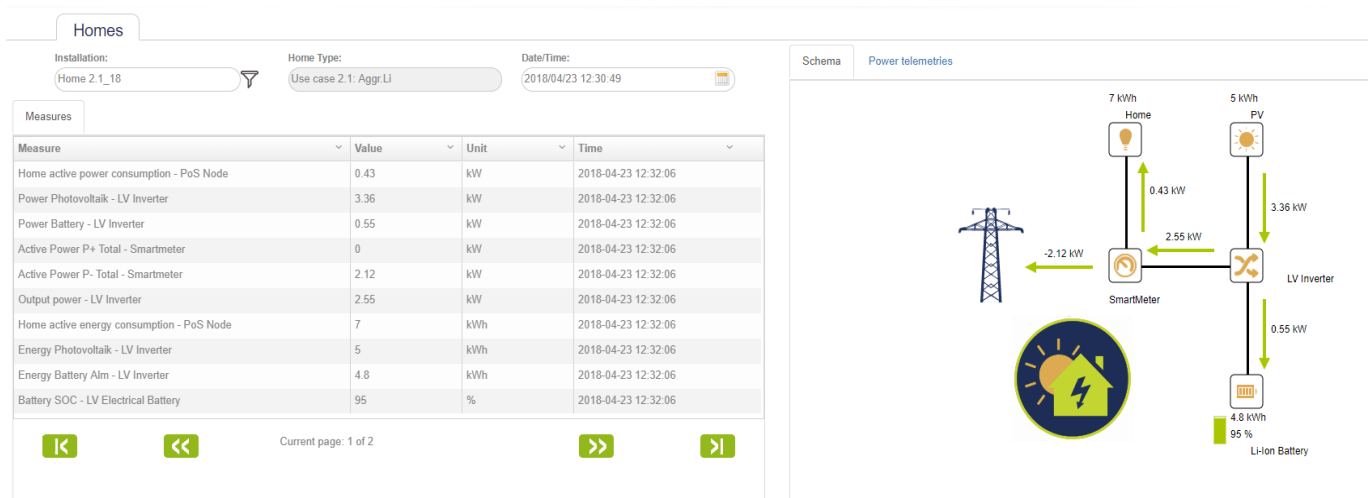 Homes
Installation: Home Type: Date/Time:
Home 2.1_18 Use case 2.1: Aggr.Li 2018/04/23 12:30:49
Measures
Measure Value Unit Time
Home active power consumption - PoS Node 0.43 kW 2018-04-23 12:32:06
Power Photovoltaik - LV Inverter 3.36 kW 2018-04-23 12:32:06
Power Battery - LV Inverter 0.55 kW 2018-04-23 12:32:06
Active Power P+ Total - Smartmeter 0 kW 2018-04-23 12:32:06
Active Power P- Total - Smartmeter 2.12 kW 2018-04-23 12:32:06
Output power - LV Inverter 2.55 kW 2018-04-23 12:32:06
Home active energy consumption - PoS Node 7 kWh 2018-04-23 12:32:06
Energy Photovoltaik - LV Inverter 5 kWh 2018-04-23 12:32:06
Energy Battery Alm - LV Inverter 4.8 kWh 2018-04-23 12:32:06
Battery SOC - LV Electrical Battery 95 % 2018-04-23 12:32:06
Current page: 1 of 2
Schema Power telemetries
7 kWh 5 kWh
Home PV
0.43 kW
3.36 kW
2.55 kW
-2.12 kW
LV Inverter
SmartMeter
0.55 kW
4.8 kWh
95 %
Li-Ion Battery